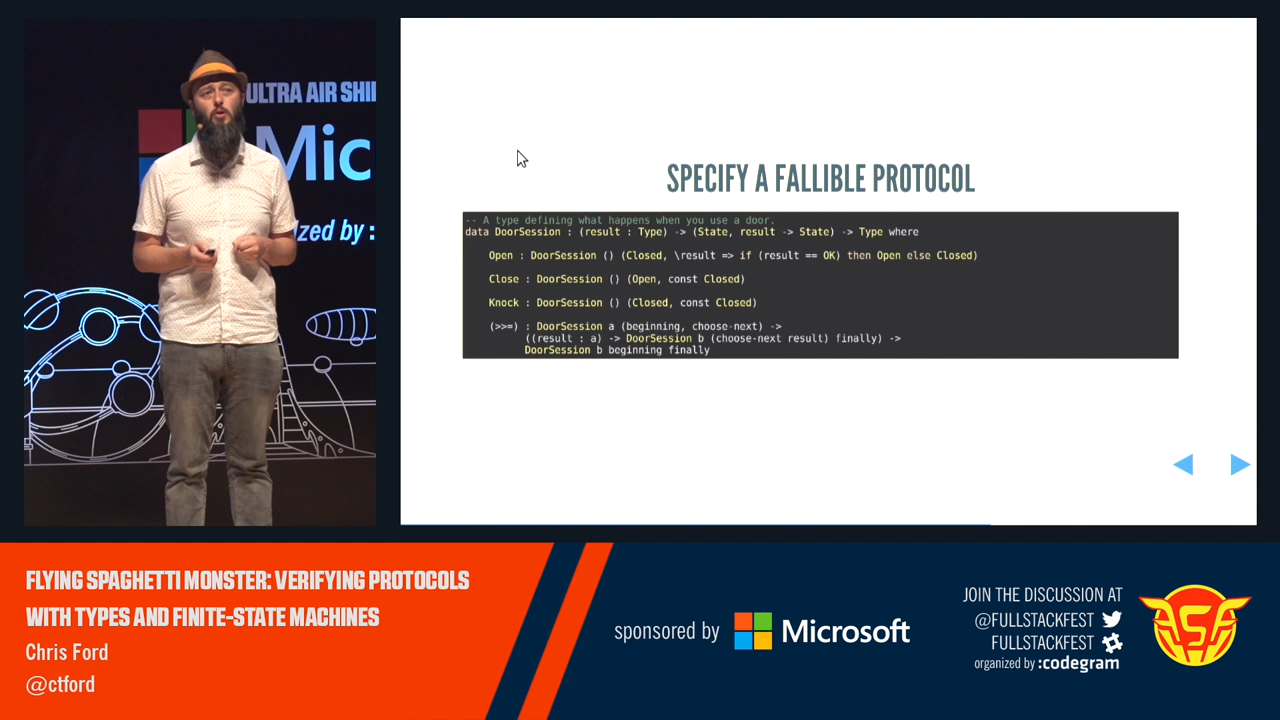 ULTRA AIR SHI
Mic
ized by :
SPECIFY A FALLIBLE PROTOCOL
-- A type defining what happens when you use a door.
data DoorSession : (result : Type) -> (State, result -> State) -> Type where
Open : DoorSession () (Closed, \result => if (result == OK) then Open else Closed)
Close : DoorSession () (Open, const Closed)
Knock : DoorSession () (Closed, const Closed)
(>>=) : DoorSession a (beginning, choose-next) ->
((result : a) -> DoorSession b (choose-next result) finally) ->
DoorSession b beginning finally
FLYING SPAGHETTI MONSTER: VERIFYING PROTOCOLS
WITH TYPES AND FINITE-STATE MACHINES
Chris Ford
@ctford
sponsored by Microsoft
JOIN THE DISCUSSION AT
@FULLSTACKFEST
FULLSTACKFEST
organized by :codegram
FSF